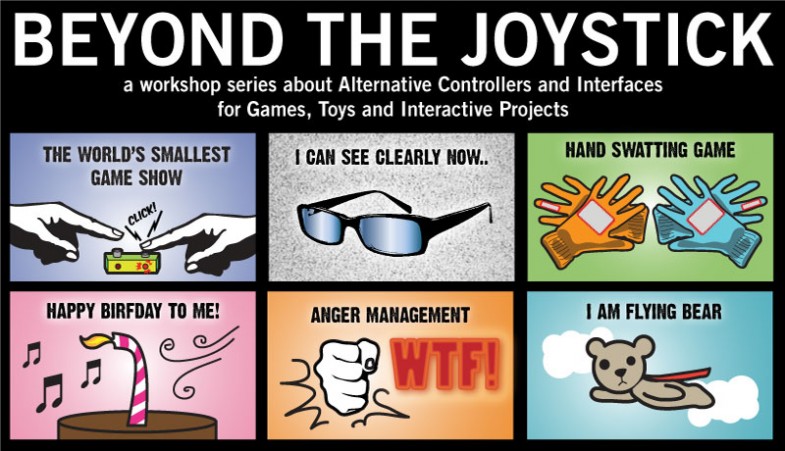 BEYOND THE JOYSTICK
a workshop series about Alternative Controllers and Interfaces
for Games, Toys and Interactive Projects
THE WORLD'S SMALLEST
GAME SHOW
CLICK!
I CAN SEE CLEARLY NOW..
HAND SWATTING GAME
HAPPY BIRFDAY TO ME!
ANGER MANAGEMENT
WTF!
I AM FLYING BEAR